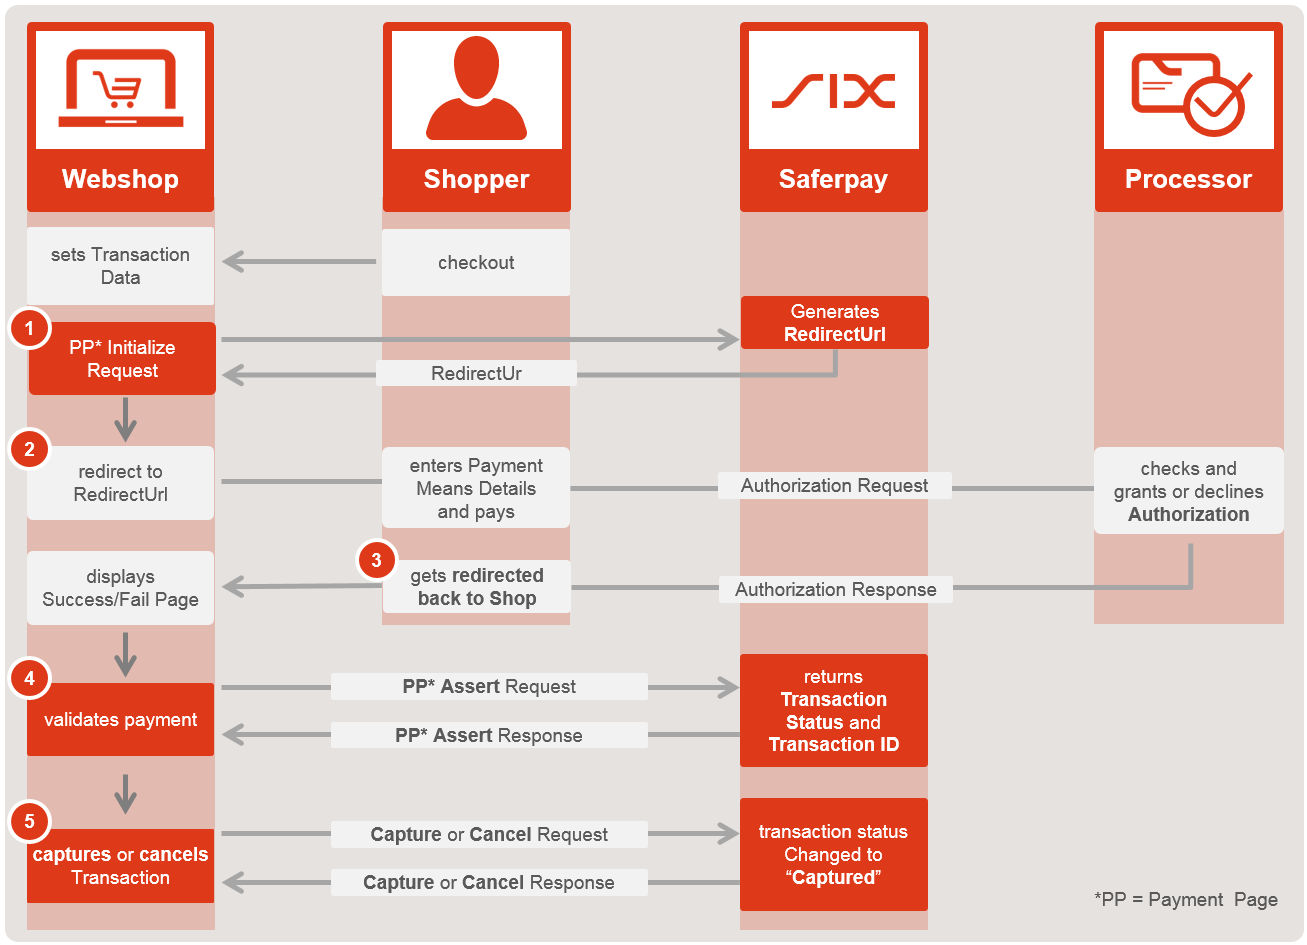 SIX
Webshop
Shopper
Saferpay
Processor
sets Transaction
Data
checkout
1
PP* Initialize
Request
Generates
RedirectUrl
RedirectUr
2
redirect to
RedirectUrl
enters Payment
Means Details
and pays
Authorization Request
checks and
grants or declines
Authorization
displays
Success/Fail Page
3
gets redirected
back to Shop
Authorization Response
4
validates payment
PP* Assert Request
PP* Assert Response
returns
Transaction
Status and
Transaction ID
5
captures or cancels
Transaction
Capture or Cancel Request
Capture or Cancel Response
transaction status
Changed to
“Captured”
*PP = Payment  Page